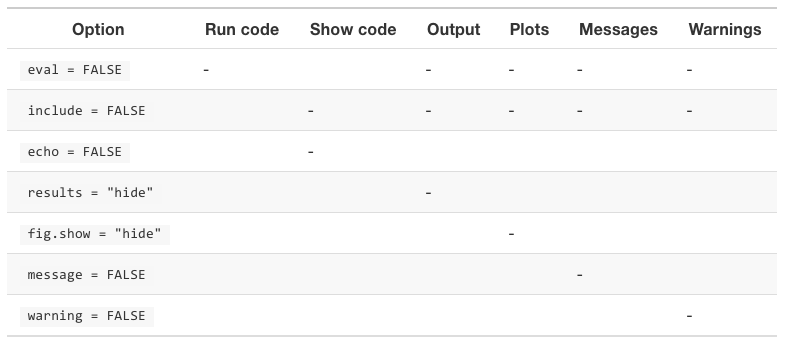 Option Run code Show code Output Plots Messages Warnings
eval = FALSE - - - - -
include = FALSE - - - - -
echo = FALSE -
results = "hide" -
fig.show = "hide" -
message = FALSE -
warning = FALSE -